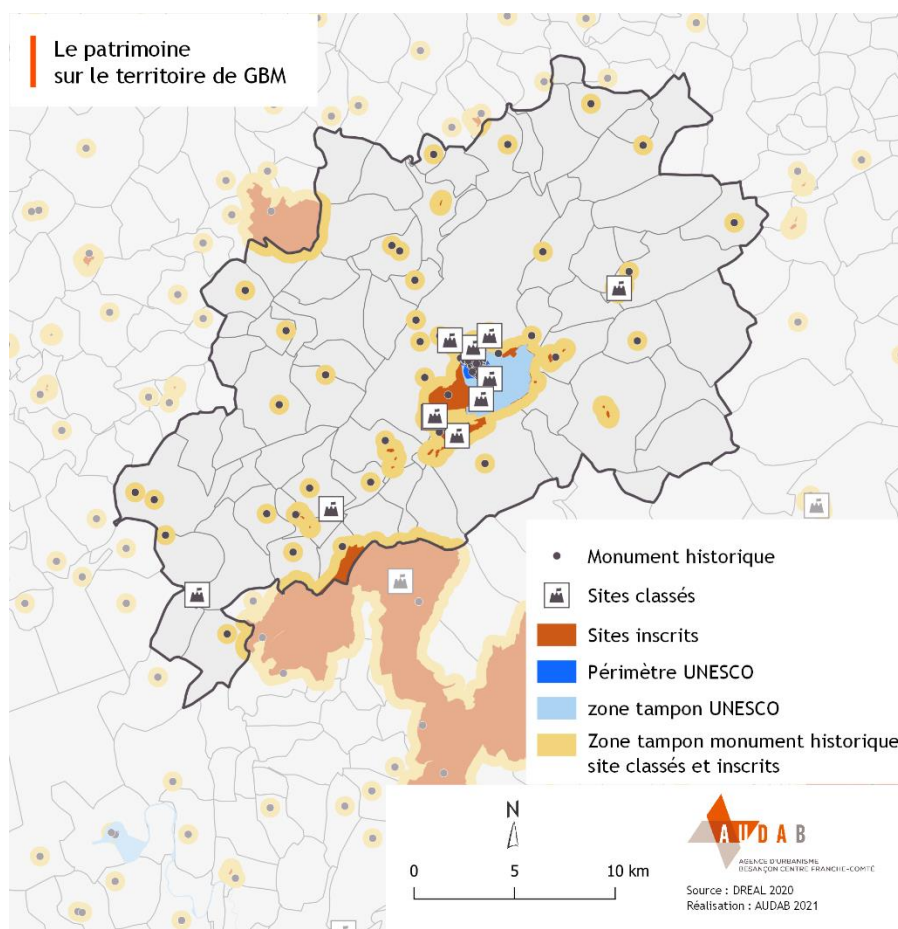 Le patrimoine
sur le territoire de GBM
Monument historique
Sites classés
Sites inscrits
Périmètre UNESCO
zone tampon UNESCO
Zone tampon monument historique
site classés et inscrits
N
0 5 10 km
AUDAB
AGENCE D'URBANISME
BESANÇON CENTRE FRANCHE-COMTÉ
Source : DREAL 2020
Réalisation : AUDAB 2021